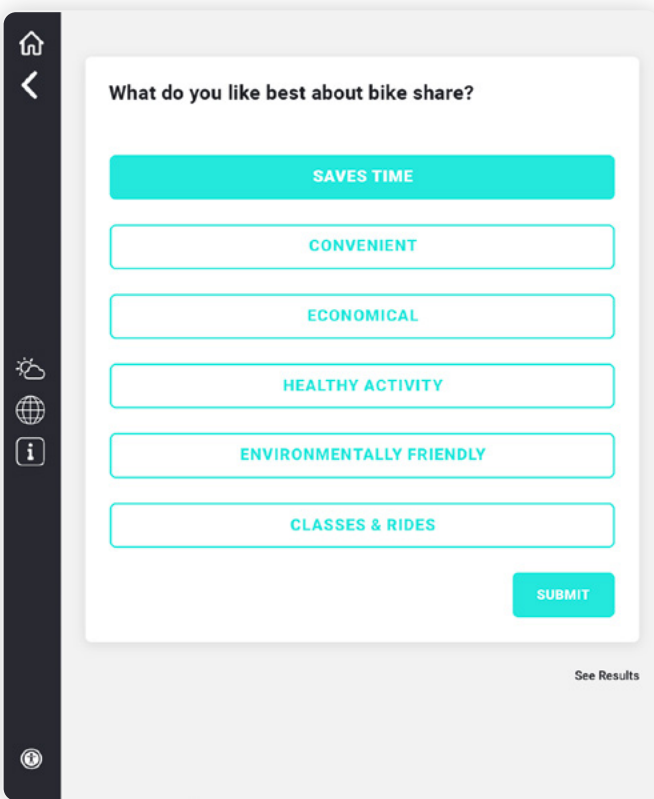 What do you like best about bike share?
SAVES TIME
CONVENIENT
ECONOMICAL
HEALTHY ACTIVITY
ENVIRONMENTALLY FRIENDLY
CLASSES & RIDES
SUBMIT
See Results